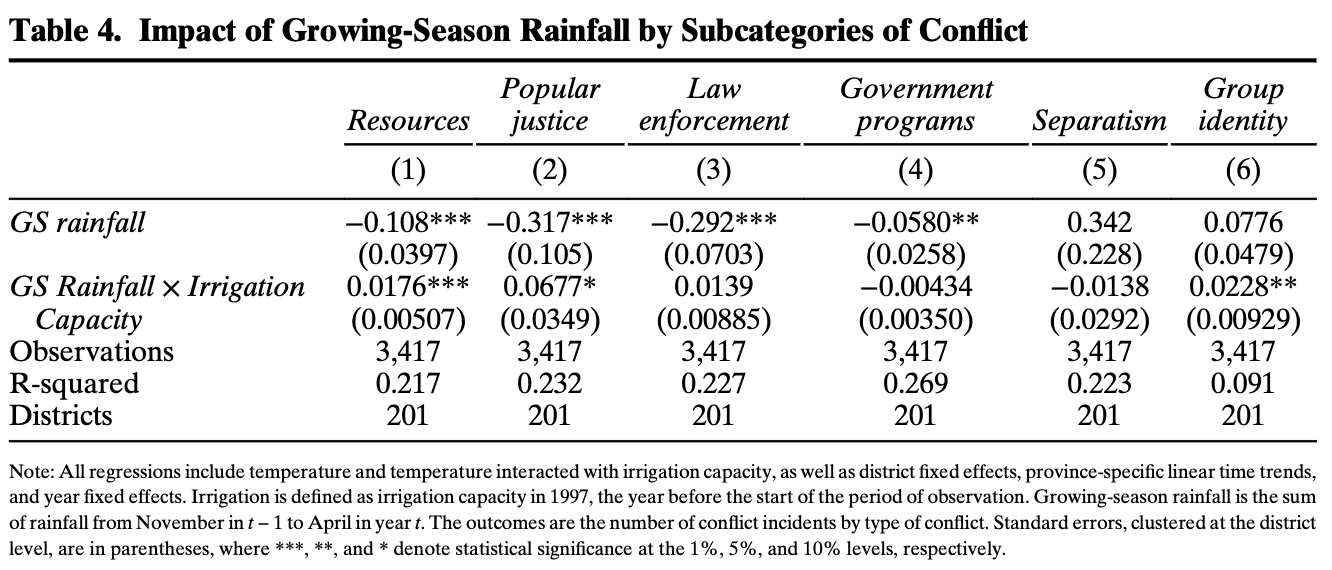 Table 4. Impact of Growing-Season Rainfall by Subcategories of Conflict
Resources Popular justice Law enforcement Government programs Separatism Group identity
(1) (2) (3) (4) (5) (6)
GS rainfall −0.108*** −0.317*** −0.292*** −0.0580** 0.342 0.0776
(0.0397) (0.105) (0.0703) (0.0258) (0.228) (0.0479)
GS Rainfall × Irrigation 0.0176*** 0.0677* 0.0139 −0.00434 −0.0138 0.0228**
Capacity (0.00507) (0.0349) (0.00885) (0.00350) (0.0292) (0.00929)
Observations 3,417 3,417 3,417 3,417 3,417 3,417
R-squared 0.217 0.232 0.227 0.269 0.223 0.091
Districts 201 201 201 201 201 201
Note: All regressions include temperature and temperature interacted with irrigation capacity, as well as district fixed effects, province-specific linear time trends,
and year fixed effects. Irrigation is defined as irrigation capacity in 1997, the year before the start of the period of observation. Growing-season rainfall is the sum
of rainfall from November in t − 1 to April in year t. The outcomes are the number of conflict incidents by type of conflict. Standard errors, clustered at the district
level, are in parentheses, where ***, **, and * denote statistical significance at the 1%, 5%, and 10% levels, respectively.